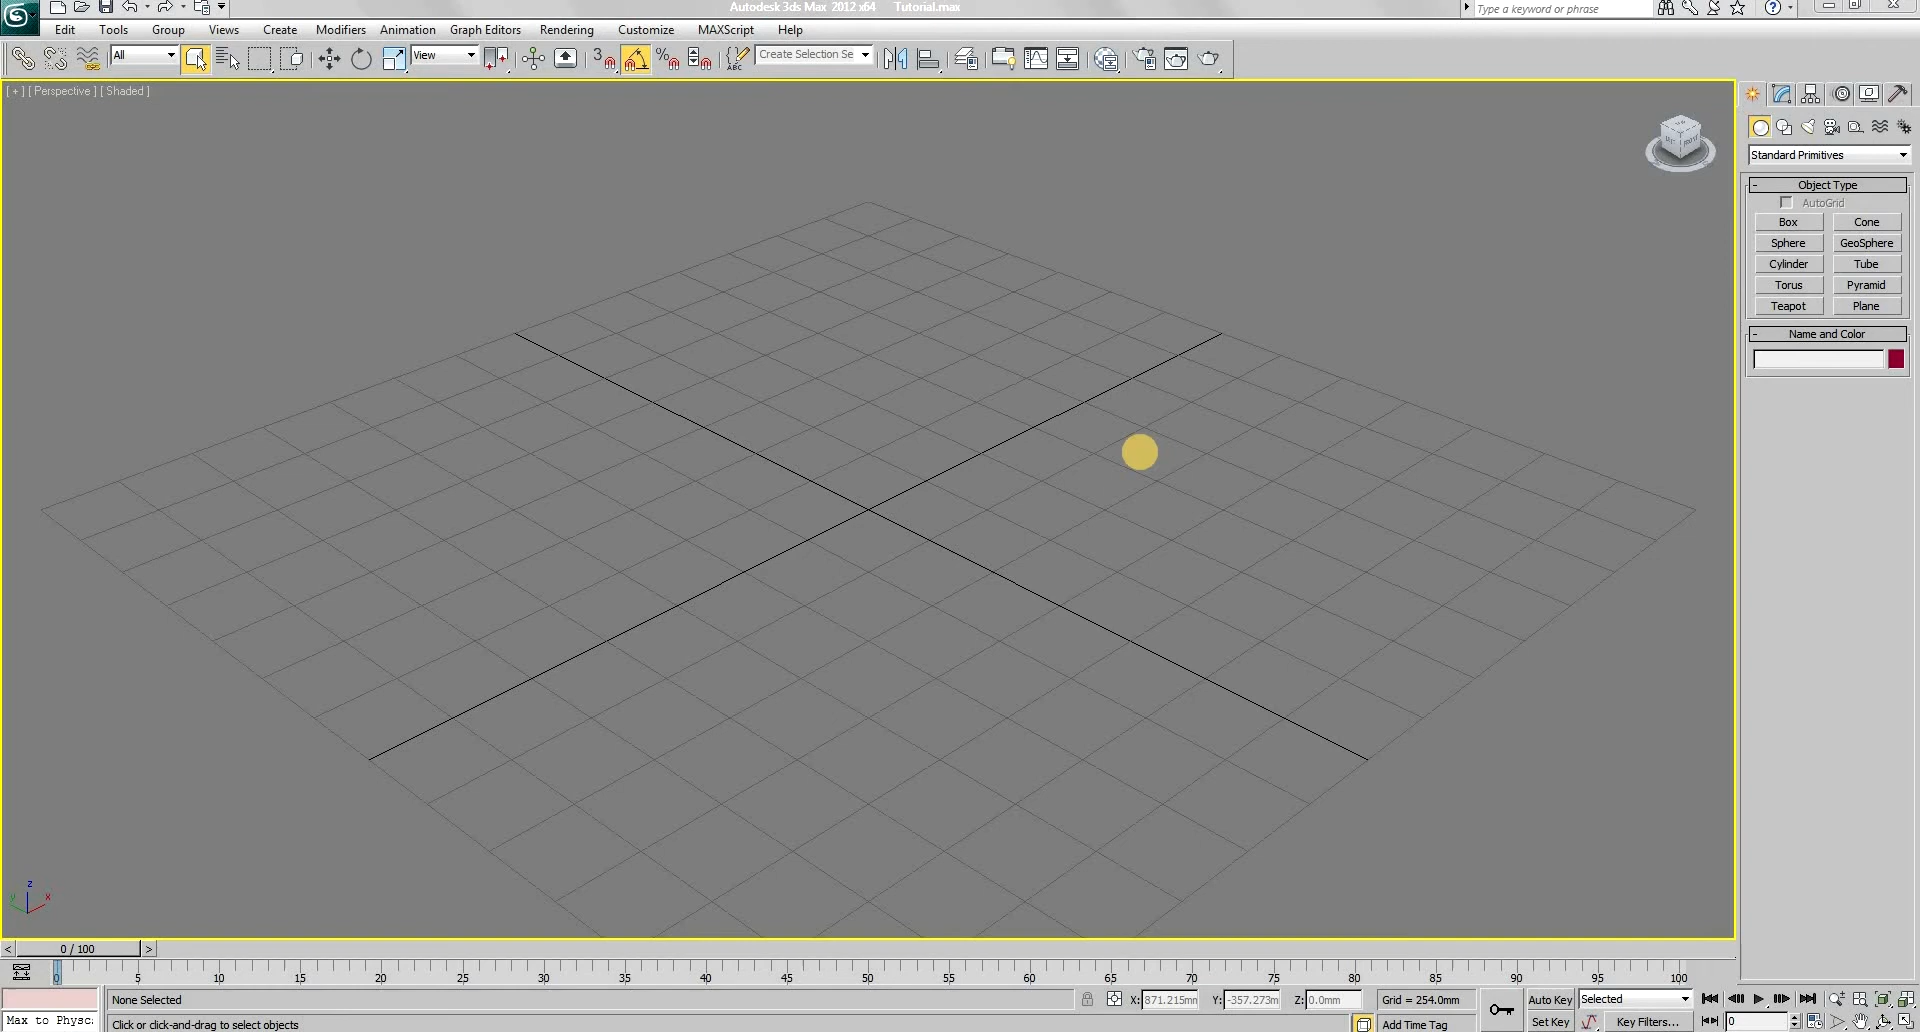 Autodesk 3ds Max 2012 x64 Tutorial.max
Type a keyword or phrase
Edit Tools Group Views Create Modifiers Animation Graph Editors Rendering Customize MAXScript Help
All View 3 % ABC Create Selection Se
[ + ] [ Perspective ] [ Shaded ]
Standard Primitives
- Object Type
AutoGrid
Box Cone
Sphere GeoSphere
Cylinder Tube
Torus Pyramid
Teapot Plane
- Name and Color
z
y x
< 0 / 100 >
0 5 10 15 20 25 30 35 40 45 50 55 60 65 70 75 80 85 90 95 100
None Selected X: 871.215mm Y: -357.273m Z: 0.0mm Grid = 254.0mm Auto Key Selected
Max to Physc: Click or click-and-drag to select objects Add Time Tag Set Key Key Filters... 0